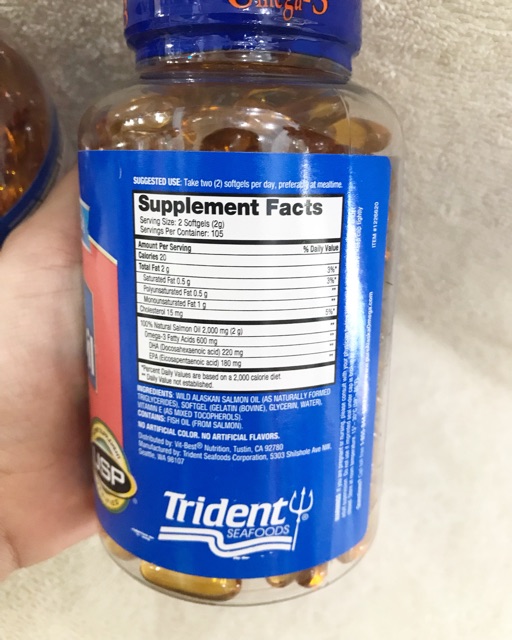 Omega-3
SUGGESTED USE: Take two (2) softgels per day, preferably at mealtime.
Supplement Facts
Serving Size: 2 Softgels (2g)
Servings Per Container: 105
Amount Per Serving % Daily Value
Calories 20
Total Fat 2 g 3%*
Saturated Fat 0.5 g 3%*
Polyunsaturated Fat 0.5 g **
Monounsaturated Fat 1 g **
Cholesterol 15 mg 5%*
100% Natural Salmon Oil 2,000 mg (2 g) **
Omega-3 Fatty Acids 600 mg **
DHA (Docosahexaenoic acid) 220 mg **
EPA (Eicosapentaenoic acid) 180 mg **
*Percent Daily Values are based on a 2,000 calorie diet.
** Daily Value not established.
INGREDIENTS: WILD ALASKAN SALMON OIL (AS NATURALLY FORMED
TRIGLYCERIDES), SOFTGEL (GELATIN (BOVINE), GLYCERIN, WATER),
VITAMIN E (AS MIXED TOCOPHEROLS).
CONTAINS: FISH OIL (FROM SALMON).
NO ARTIFICIAL COLOR. NO ARTIFICIAL FLAVORS.
Distributed by: Vit-Best® Nutrition, Tustin, CA 92780
Manufactured by: Trident Seafoods Corporation, 5303 Shilshole Ave NW,
Seattle, WA 98107
USP
Trident®
SEAFOODS